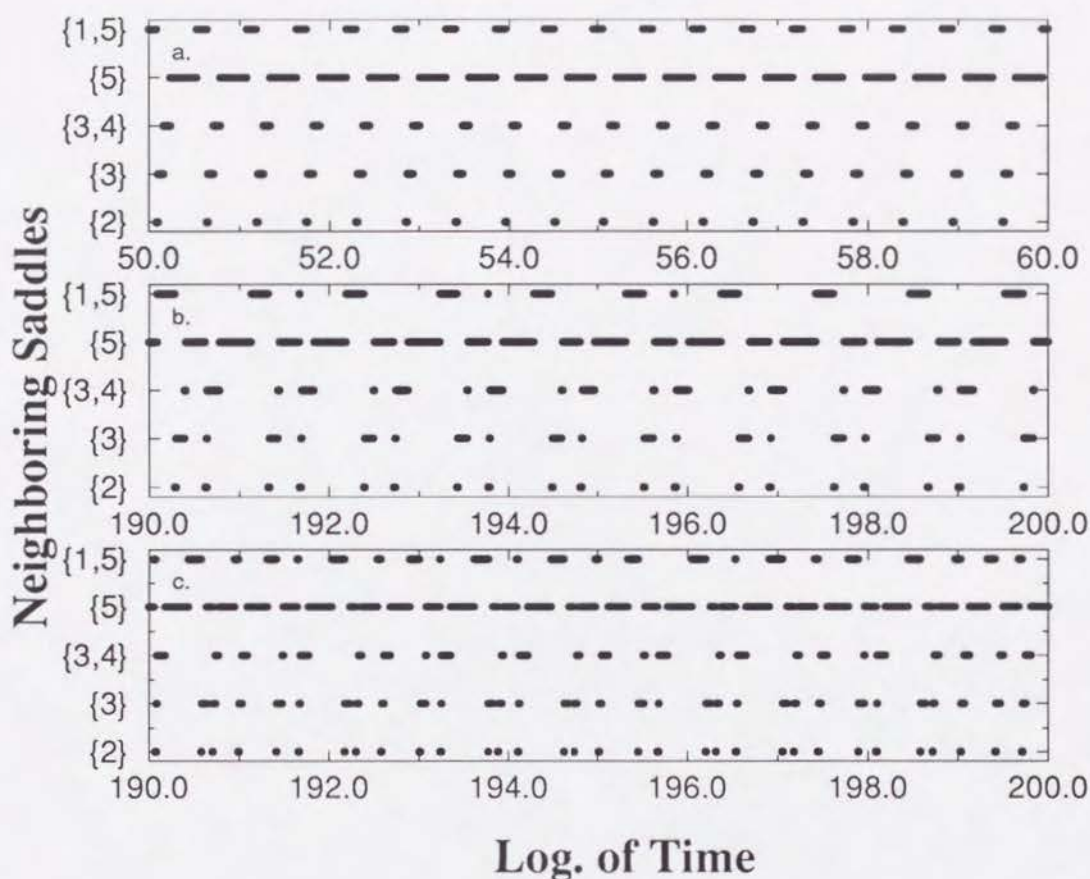 Neighboring Saddles
{1,5}
a.
{5}
{3,4}
{3}
{2}
50.0 52.0 54.0 56.0 58.0 60.0
{1,5}
b.
{5}
{3,4}
{3}
{2}
190.0 192.0 194.0 196.0 198.0 200.0
{1,5}
c.
{5}
{3,4}
{3}
{2}
190.0 192.0 194.0 196.0 198.0 200.0
Log. of Time